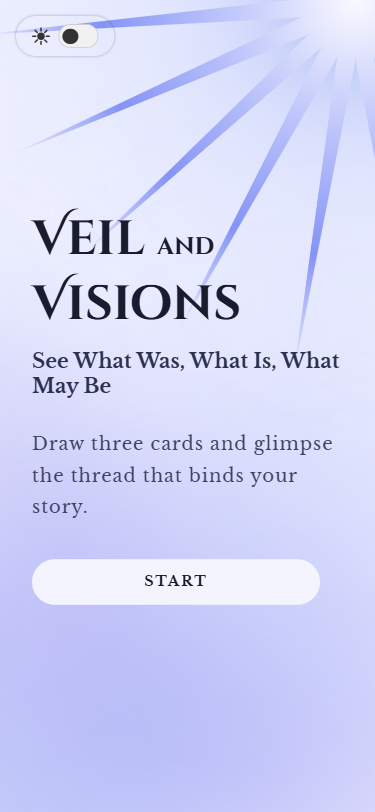 Veil and
Visions
See What Was, What Is, What
May Be
Draw three cards and glimpse
the thread that binds your
story.
START